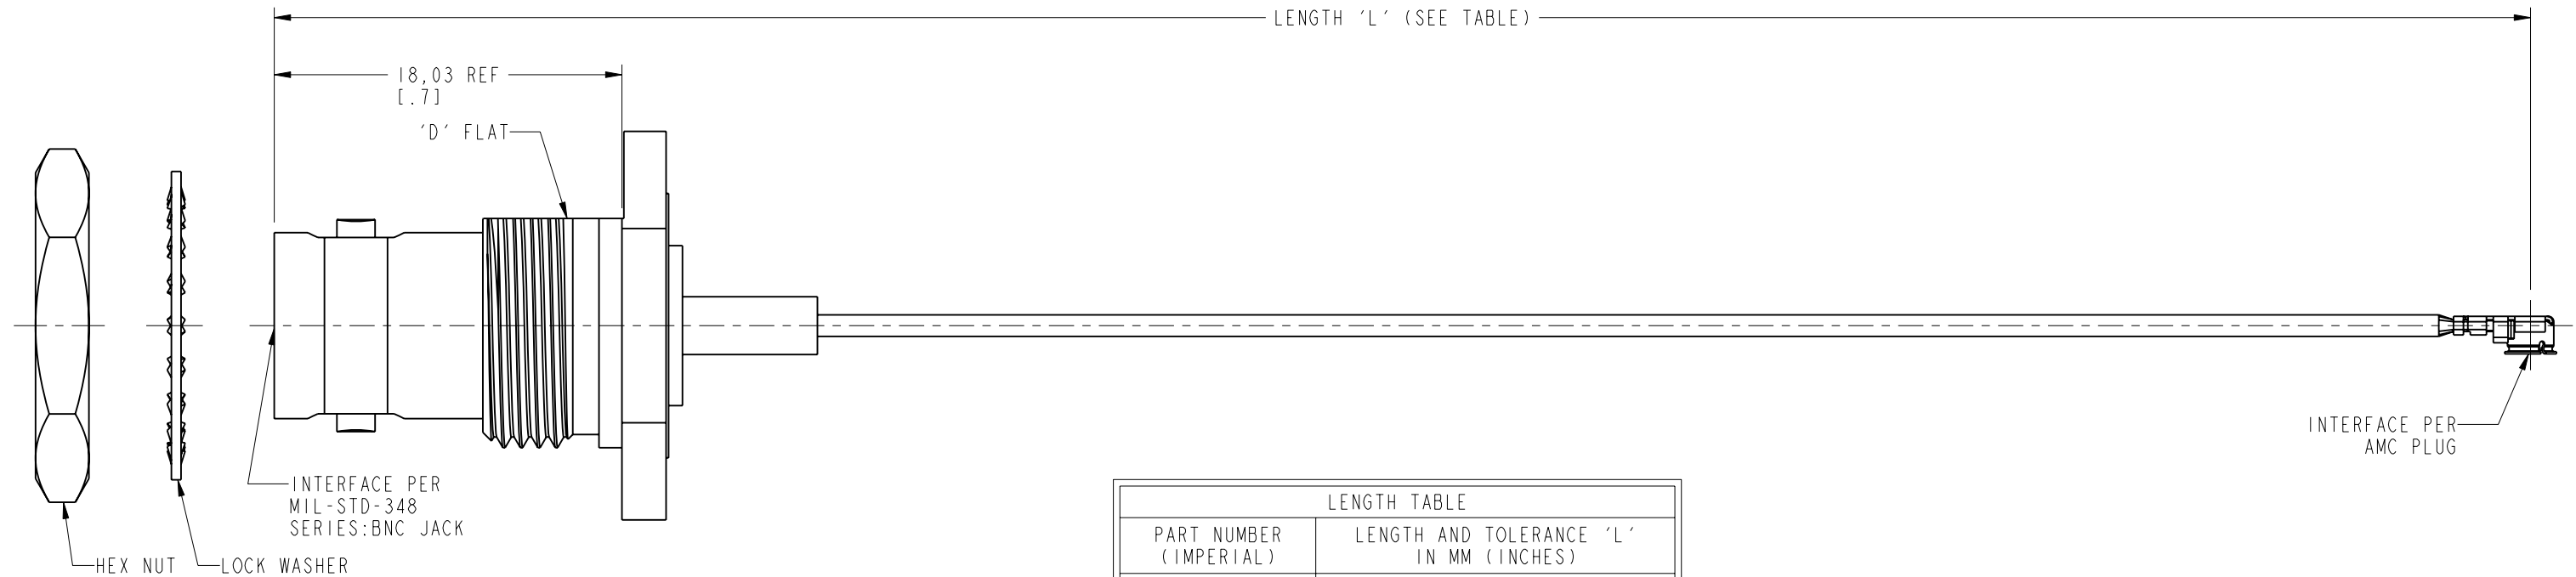 LENGTH 'L' (SEE TABLE)
18,03 REF
[.7]
'D' FLAT
INTERFACE PER
MIL-STD-348
SERIES:BNC JACK
HEX NUT
LOCK WASHER
INTERFACE PER
AMC PLUG
LENGTH TABLE
PART NUMBER
(IMPERIAL)
LENGTH AND TOLERANCE 'L'
IN MM (INCHES)